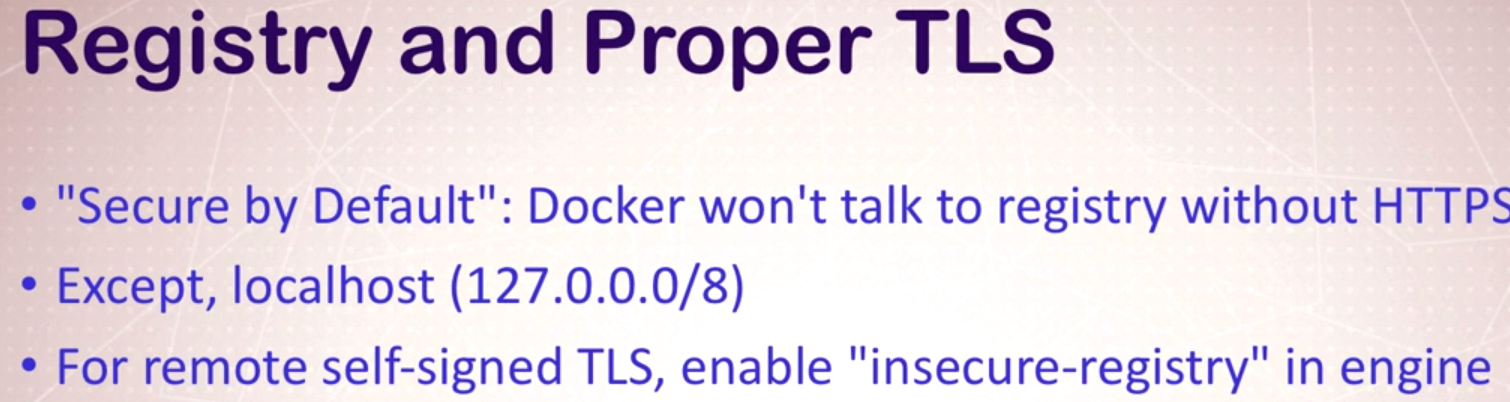 Registry and Proper TLS
• "Secure by Default": Docker won't talk to registry without HTTPS
• Except, localhost (127.0.0.0/8)
• For remote self-signed TLS, enable "insecure-registry" in engine